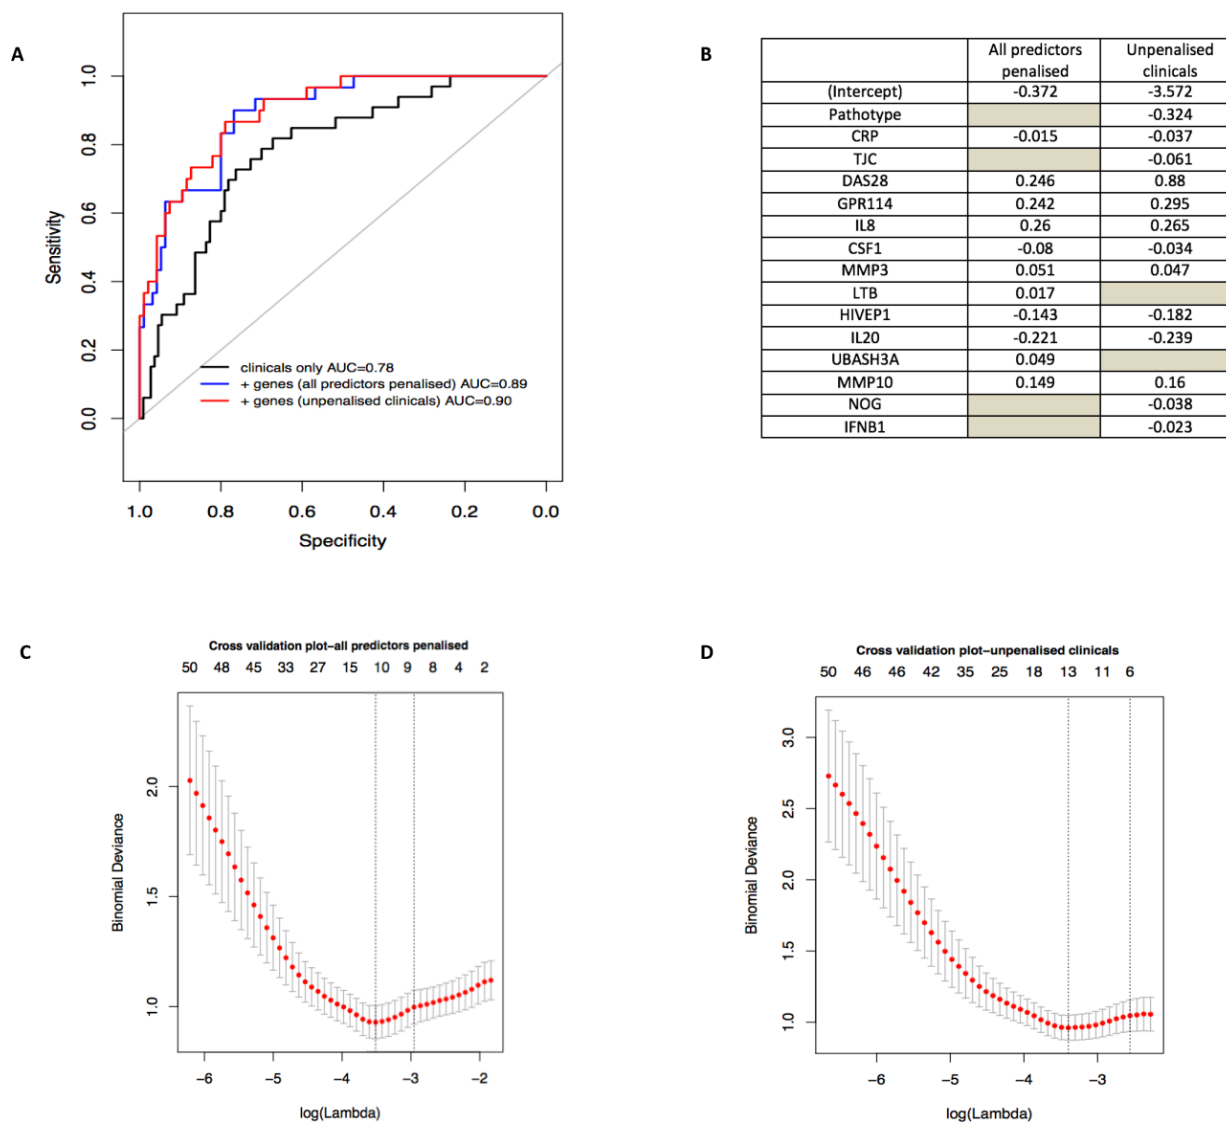 A
Sensitivity
1.0
0.8
0.6
0.4
0.2
0.0
clinicals only AUC=0.78
+ genes (all predictors penalised) AUC=0.89
+ genes (unpenalised clinicals) AUC=0.90
1.0 0.8 0.6 0.4 0.2 0.0
Specificity
B
All predictors penalised Unpenalised clinicals
(Intercept) -0.372 -3.572
Pathotype -0.324
CRP -0.015 -0.037
TJC -0.061
DAS28 0.246 0.88
GPR114 0.242 0.295
IL8 0.26 0.265
CSF1 -0.08 -0.034
MMP3 0.051 0.047
LTB 0.017
HIVEP1 -0.143 -0.182
IL20 -0.221 -0.239
UBASH3A 0.049
MMP10 0.149 0.16
NOG -0.038
IFNB1 -0.023
C
Cross validation plot–all predictors penalised
50 48 45 33 27 15 10 9 8 4 2
Binomial Deviance
2.0
1.5
1.0
−6 −5 −4 −3 −2
log(Lambda)
D
Cross validation plot–unpenalised clinicals
50 46 46 42 35 25 18 13 11 6
Binomial Deviance
3.0
2.5
2.0
1.5
1.0
−6 −5 −4 −3
log(Lambda)